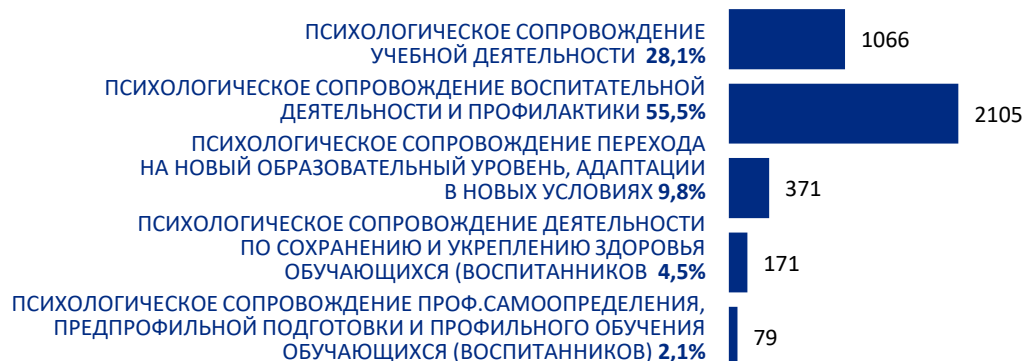 ПСИХОЛОГИЧЕСКОЕ СОПРОВОЖДЕНИЕ
УЧЕБНОЙ ДЕЯТЕЛЬНОСТИ 28,1%
1066
ПСИХОЛОГИЧЕСКОЕ СОПРОВОЖДЕНИЕ ВОСПИТАТЕЛЬНОЙ
ДЕЯТЕЛЬНОСТИ И ПРОФИЛАКТИКИ 55,5%
2105
ПСИХОЛОГИЧЕСКОЕ СОПРОВОЖДЕНИЕ ПЕРЕХОДА
НА НОВЫЙ ОБРАЗОВАТЕЛЬНЫЙ УРОВЕНЬ, АДАПТАЦИИ
В НОВЫХ УСЛОВИЯХ 9,8%
371
ПСИХОЛОГИЧЕСКОЕ СОПРОВОЖДЕНИЕ ДЕЯТЕЛЬНОСТИ
ПО СОХРАНЕНИЮ И УКРЕПЛЕНИЮ ЗДОРОВЬЯ
ОБУЧАЮЩИХСЯ (ВОСПИТАННИКОВ 4,5%
171
ПСИХОЛОГИЧЕСКОЕ СОПРОВОЖДЕНИЕ ПРОФ.САМООПРЕДЕЛЕНИЯ,
ПРЕДПРОФИЛЬНОЙ ПОДГОТОВКИ И ПРОФИЛЬНОГО ОБУЧЕНИЯ
ОБУЧАЮЩИХСЯ (ВОСПИТАННИКОВ) 2,1%
79